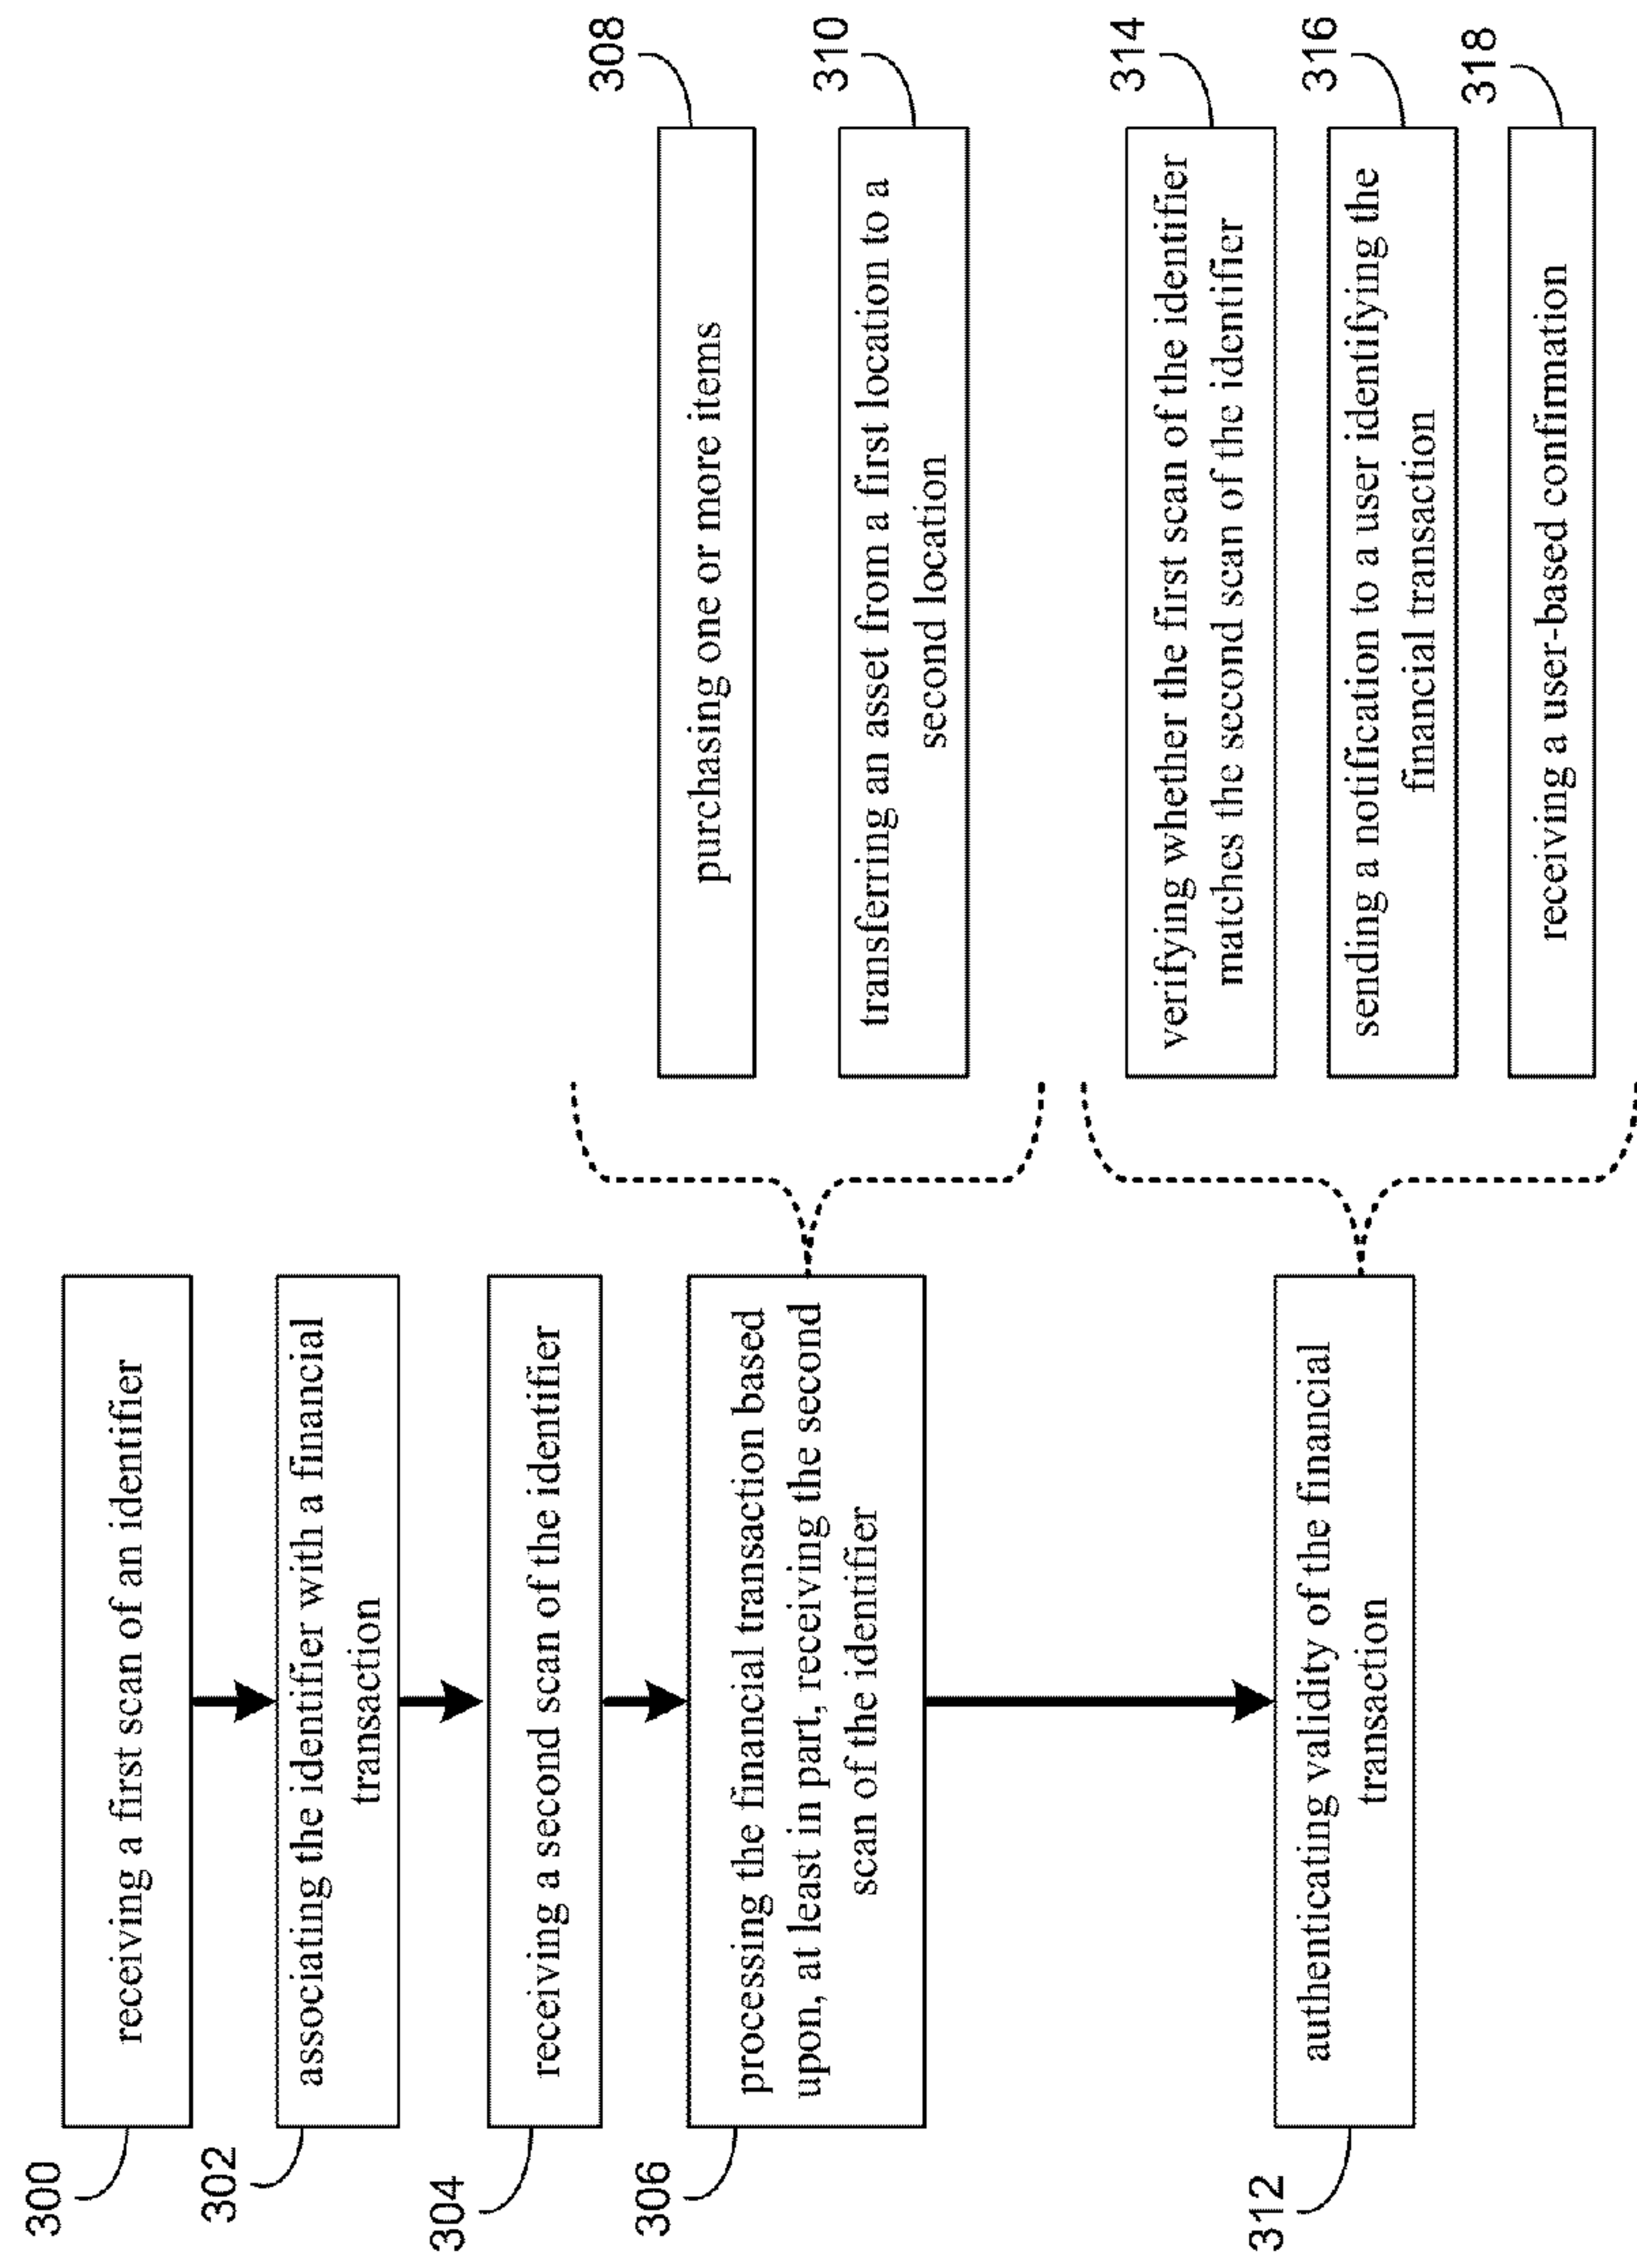 300
receiving a first scan of an identifier
302
associating the identifier with a financial
transaction
304
receiving a second scan of the identifier
306
processing the financial transaction based
upon, at least in part, receiving the second
scan of the identifier
308
purchasing one or more items
310
transferring an asset from a first location to a
second location
312
authenticating validity of the financial
transaction
314
verifying whether the first scan of the identifier
matches the second scan of the identifier
316
sending a notification to a user identifying the
financial transaction
318
receiving a user-based confirmation